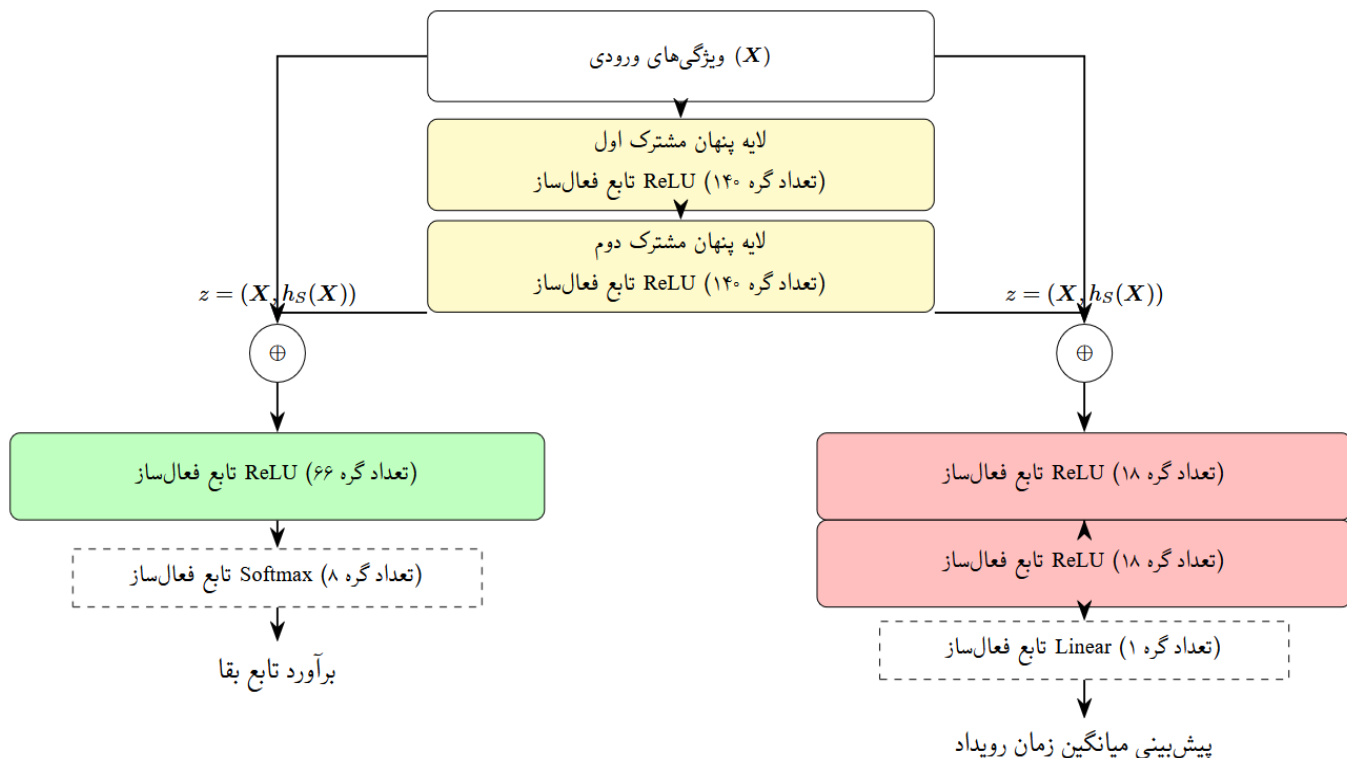 ویژگی‌های ورودی (X)
لایه پنهان مشترک اول
تابع فعال‌ساز ReLU (تعداد گره ۱۴۰)
لایه پنهان مشترک دوم
تابع فعال‌ساز ReLU (تعداد گره ۱۴۰)
z = (X, h_S(X))
z = (X, h_S(X))
⊕
⊕
تابع فعال‌ساز ReLU (تعداد گره ۶۶)
تابع فعال‌ساز Softmax (تعداد گره ۸)
برآورد تابع بقا
تابع فعال‌ساز ReLU (تعداد گره ۱۸)
تابع فعال‌ساز ReLU (تعداد گره ۱۸)
تابع فعال‌ساز Linear (تعداد گره ۱)
پیش‌بینی میانگین زمان رویداد